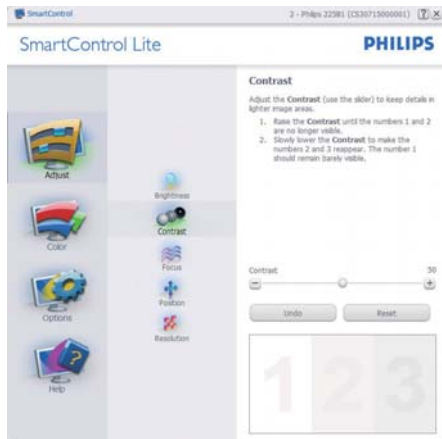 SmartControl
2 - Philips 225B1 (CS30715000001)
SmartControl Lite
PHILIPS
Adjust
Color
Options
Help
Brightness
Contrast
Focus
Position
Resolution
Contrast
Adjust the Contrast (use the slider) to keep details in
lighter image areas.
1. Raise the Contrast until the numbers 1 and 2
are no longer visible.
2. Slowly lower the Contrast to make the
numbers 2 and 3 reappear. The number 1
should remain barely visible.
Contrast
50
Undo
Reset
1 2 3